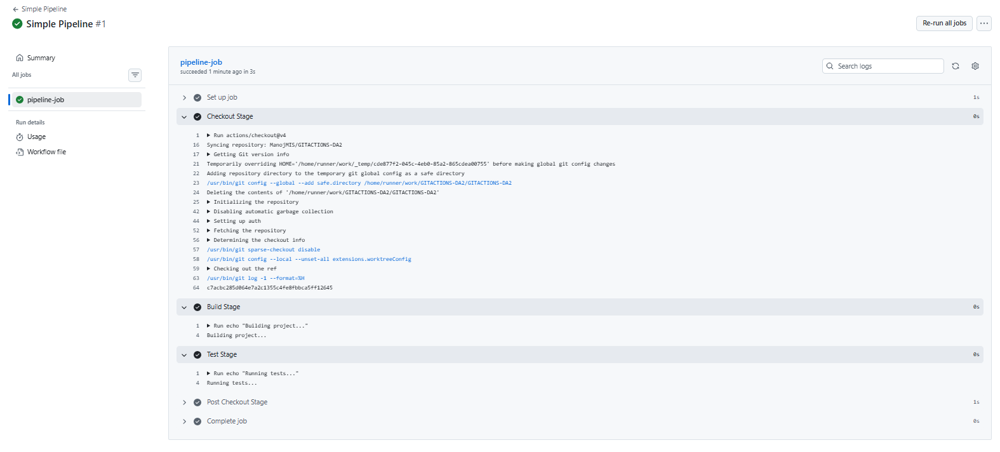 Simple Pipeline
Simple Pipeline #1
Re-run all jobs
Summary
All jobs
pipeline-job
Run details
Usage
Workflow file
pipeline-job
succeeded 1 minute ago in 3s
Search logs
Set up job 1s
Checkout Stage 0s
1 Run actions/checkout@v4
16 Syncing repository: ManojMIS/GITACTIONS-DA2
17 Getting Git version info
21 Temporarily overriding HOME='/home/runner/work/_temp/cde877f2-045c-4eb0-85a2-865cdea00755' before making global git config changes
22 Adding repository directory to the temporary git global config as a safe directory
23 /usr/bin/git config --global --add safe.directory /home/runner/work/GITACTIONS-DA2/GITACTIONS-DA2
24 Deleting the contents of '/home/runner/work/GITACTIONS-DA2/GITACTIONS-DA2'
25 Initializing the repository
42 Disabling automatic garbage collection
44 Setting up auth
52 Fetching the repository
56 Determining the checkout info
57 /usr/bin/git sparse-checkout disable
58 /usr/bin/git config --local --unset-all extensions.worktreeConfig
59 Checking out the ref
63 /usr/bin/git log -1 --format=%H
64 c7acbc285d064e7a2c1355c4fe8fbbca5ff12645
Build Stage 0s
1 Run echo "Building project..."
4 Building project...
Test Stage 0s
1 Run echo "Running tests..."
4 Running tests...
Post Checkout Stage 1s
Complete job 0s